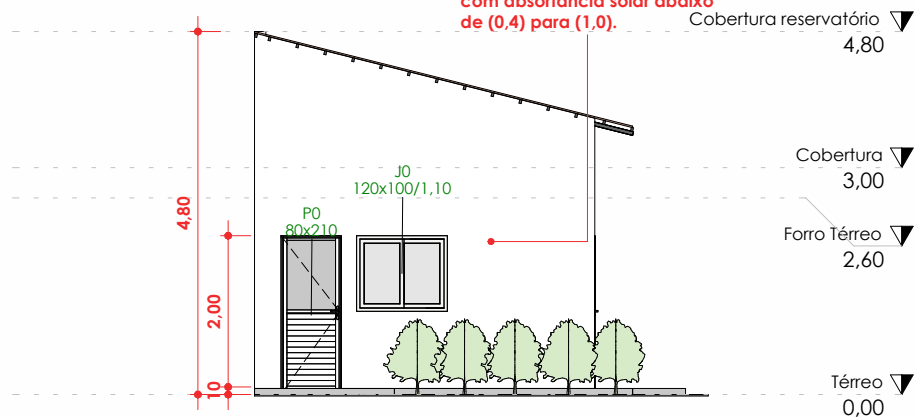 com absortância solar abaixo
de (0,4) para (1,0).
Cobertura reservatório
4,80
Cobertura
3,00
J0
120x100/1,10
4,80
P0
80x210
Forro Térreo
2,60
2,00
10
Térreo
0,00